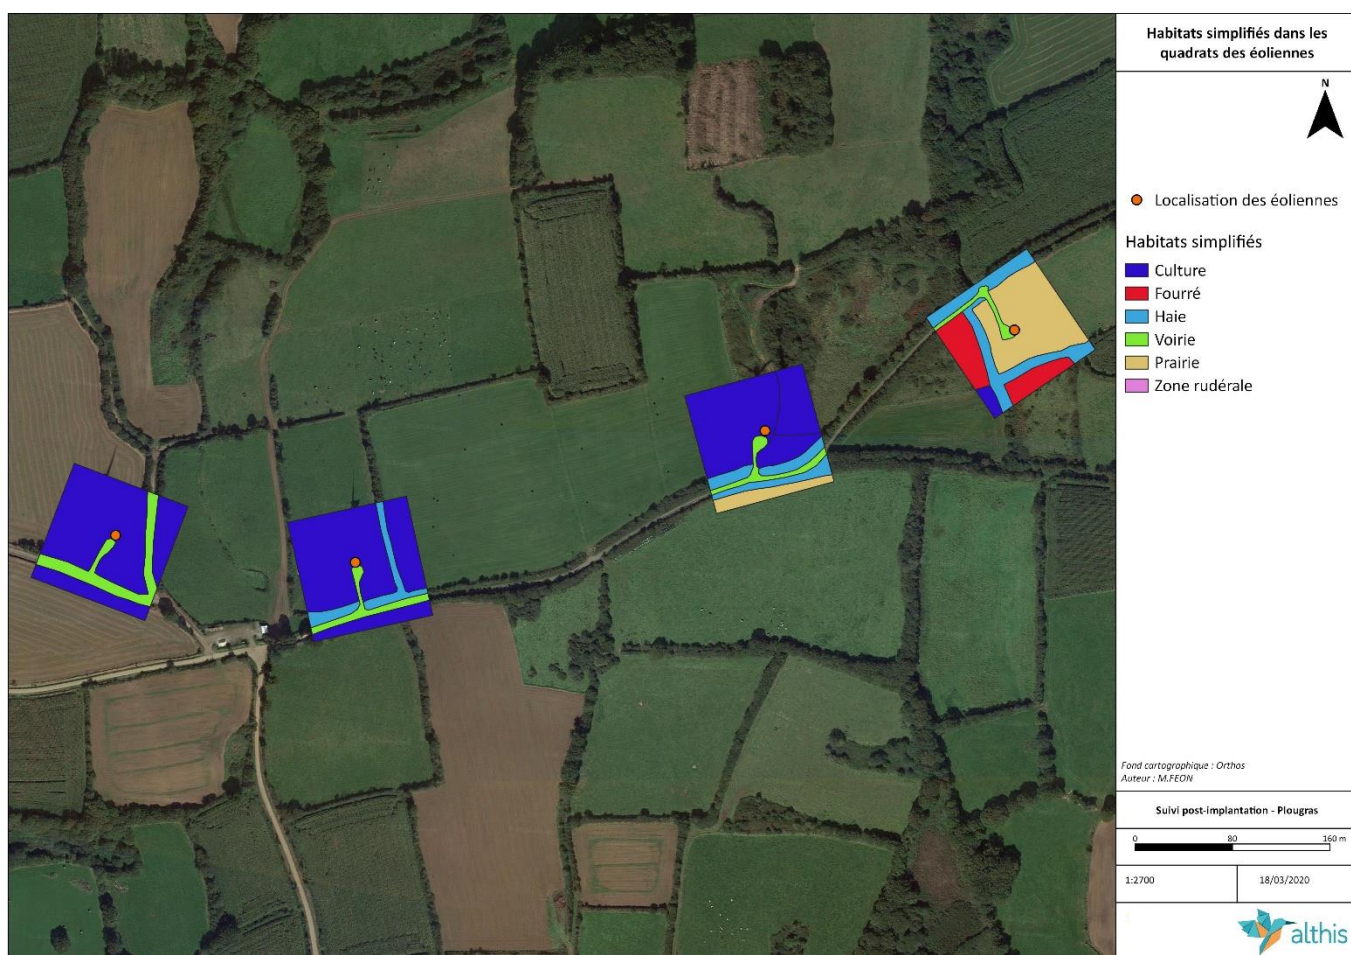 Habitats simplifiés dans les
quadrats des éoliennes
N
Localisation des éoliennes
Habitats simplifiés
Culture
Fourré
Haie
Voirie
Prairie
Zone rudérale
Fond cartographique : Orthos
Auteur : M.FEON
Suivi post-implantation - Plougras
0 80 160 m
1:2700 18/03/2020
althis